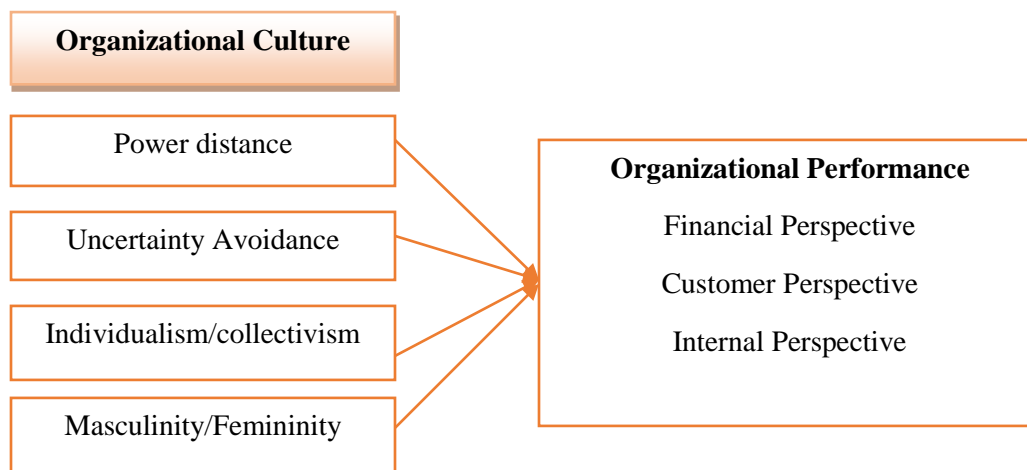 Organizational Culture
Power distance
Uncertainty Avoidance
Individualism/collectivism
Masculinity/Femininity
Organizational Performance
Financial Perspective
Customer Perspective
Internal Perspective